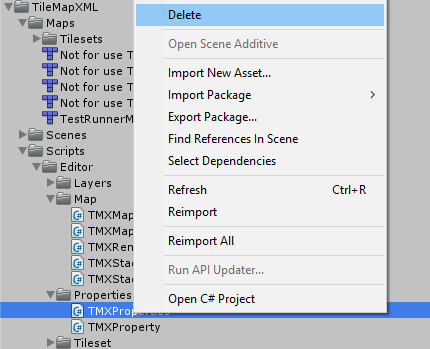 TileMapXML
Maps
Tilesets
Not for use T
Not for use T
Not for use T
Not for use T
TestRunnerM
Scenes
Scripts
Editor
Layers
Map
TMXMap
TMXMap
TMXRen
TMXStac
TMXStac
Properties
TMXProperties
TMXProperty
Tileset
Delete
Open Scene Additive
Import New Asset...
Import Package
Export Package...
Find References In Scene
Select Dependencies
Refresh Ctrl+R
Reimport
Reimport All
Run API Updater...
Open C# Project